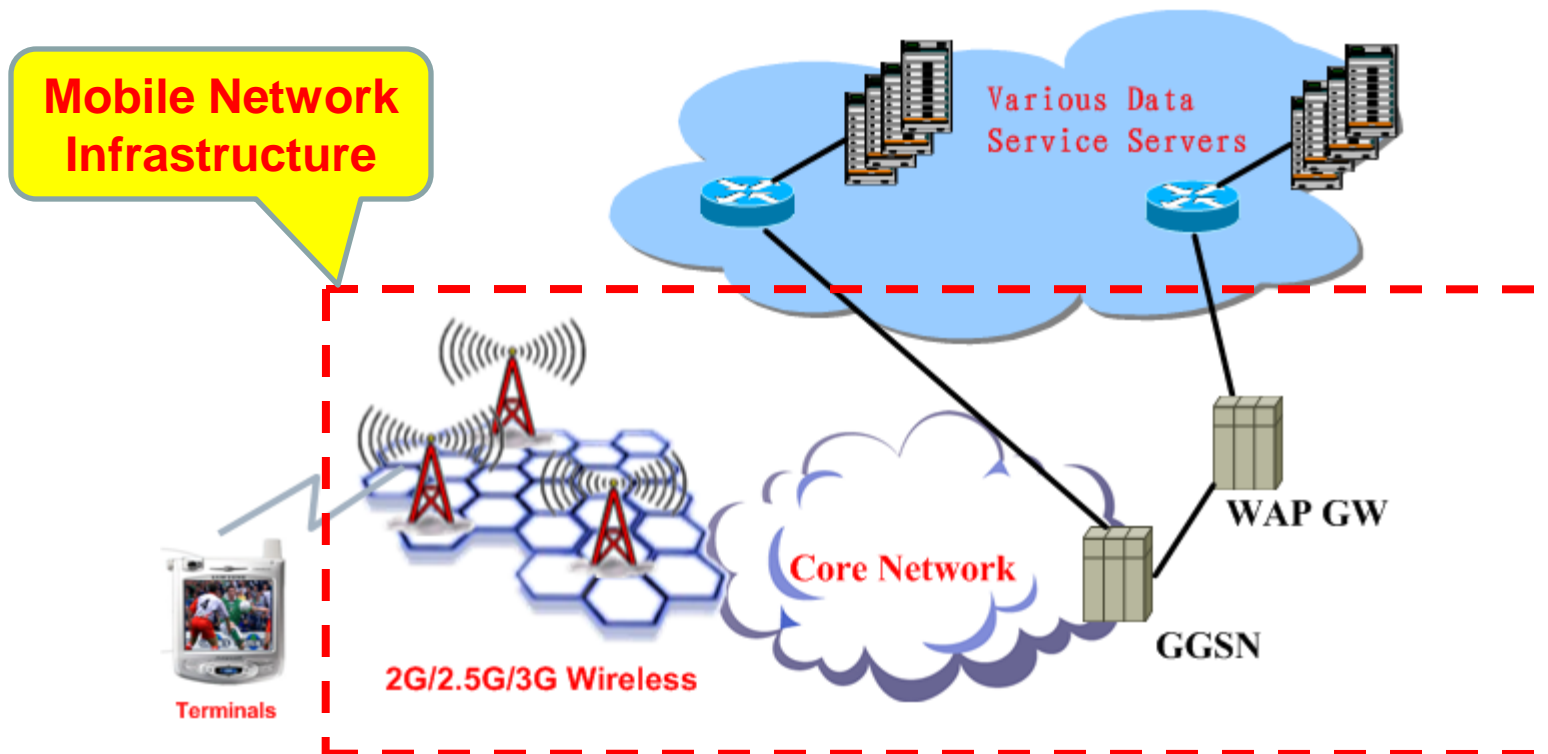 Mobile Network
Infrastructure
Various Data
Service Servers
WAP GW
Core Network
GGSN
2G/2.5G/3G Wireless
Terminals